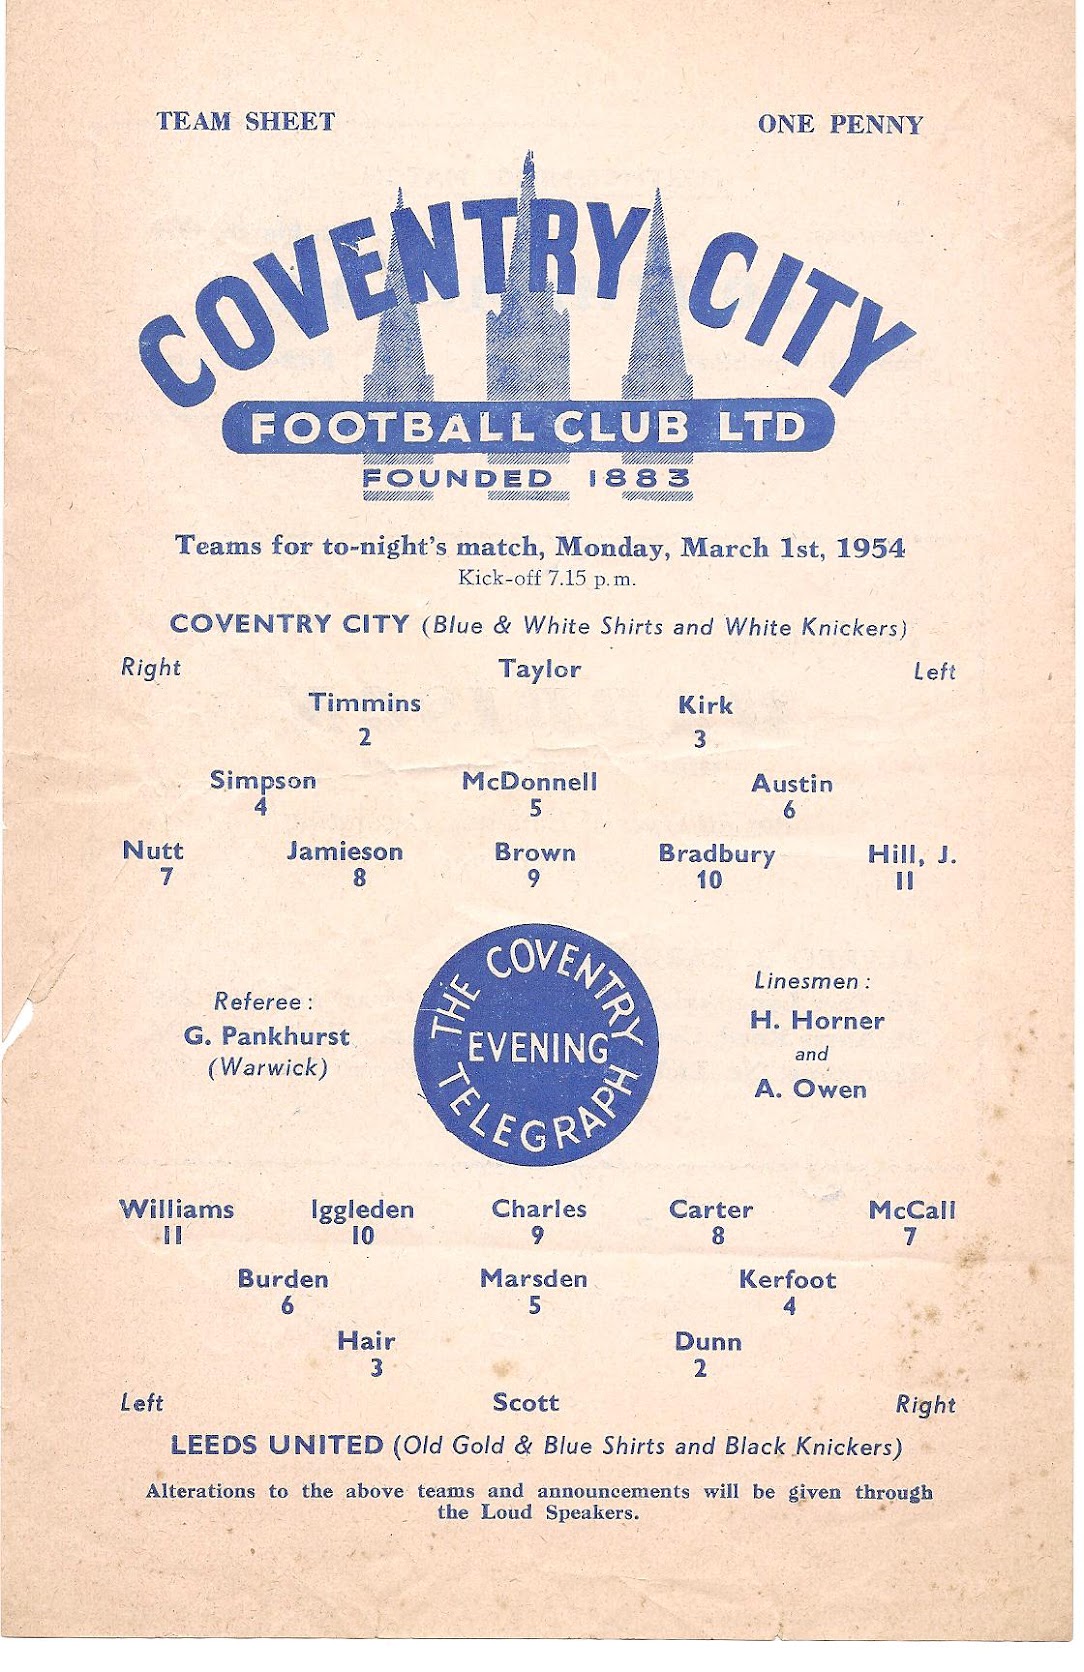 TEAM SHEET ONE PENNY
COVENTRY CITY
FOOTBALL CLUB LTD
FOUNDED 1883
Teams for to-night's match, Monday, March 1st, 1954
Kick-off 7.15 p.m.
COVENTRY CITY (Blue & White Shirts and White Knickers)
Right Taylor Left
Timmins Kirk
2 3
Simpson McDonnell Austin
4 5 6
Nutt Jamieson Brown Bradbury Hill, J.
7 8 9 10 11
Referee :
G. Pankhurst
(Warwick)
THE COVENTRY
EVENING
TELEGRAPH
Linesmen :
H. Horner
and
A. Owen
Williams Iggleden Charles Carter McCall
11 10 9 8 7
Burden Marsden Kerfoot
6 5 4
Hair Dunn
3 2
Left Scott Right
LEEDS UNITED (Old Gold & Blue Shirts and Black Knickers)
Alterations to the above teams and announcements will be given through
the Loud Speakers.